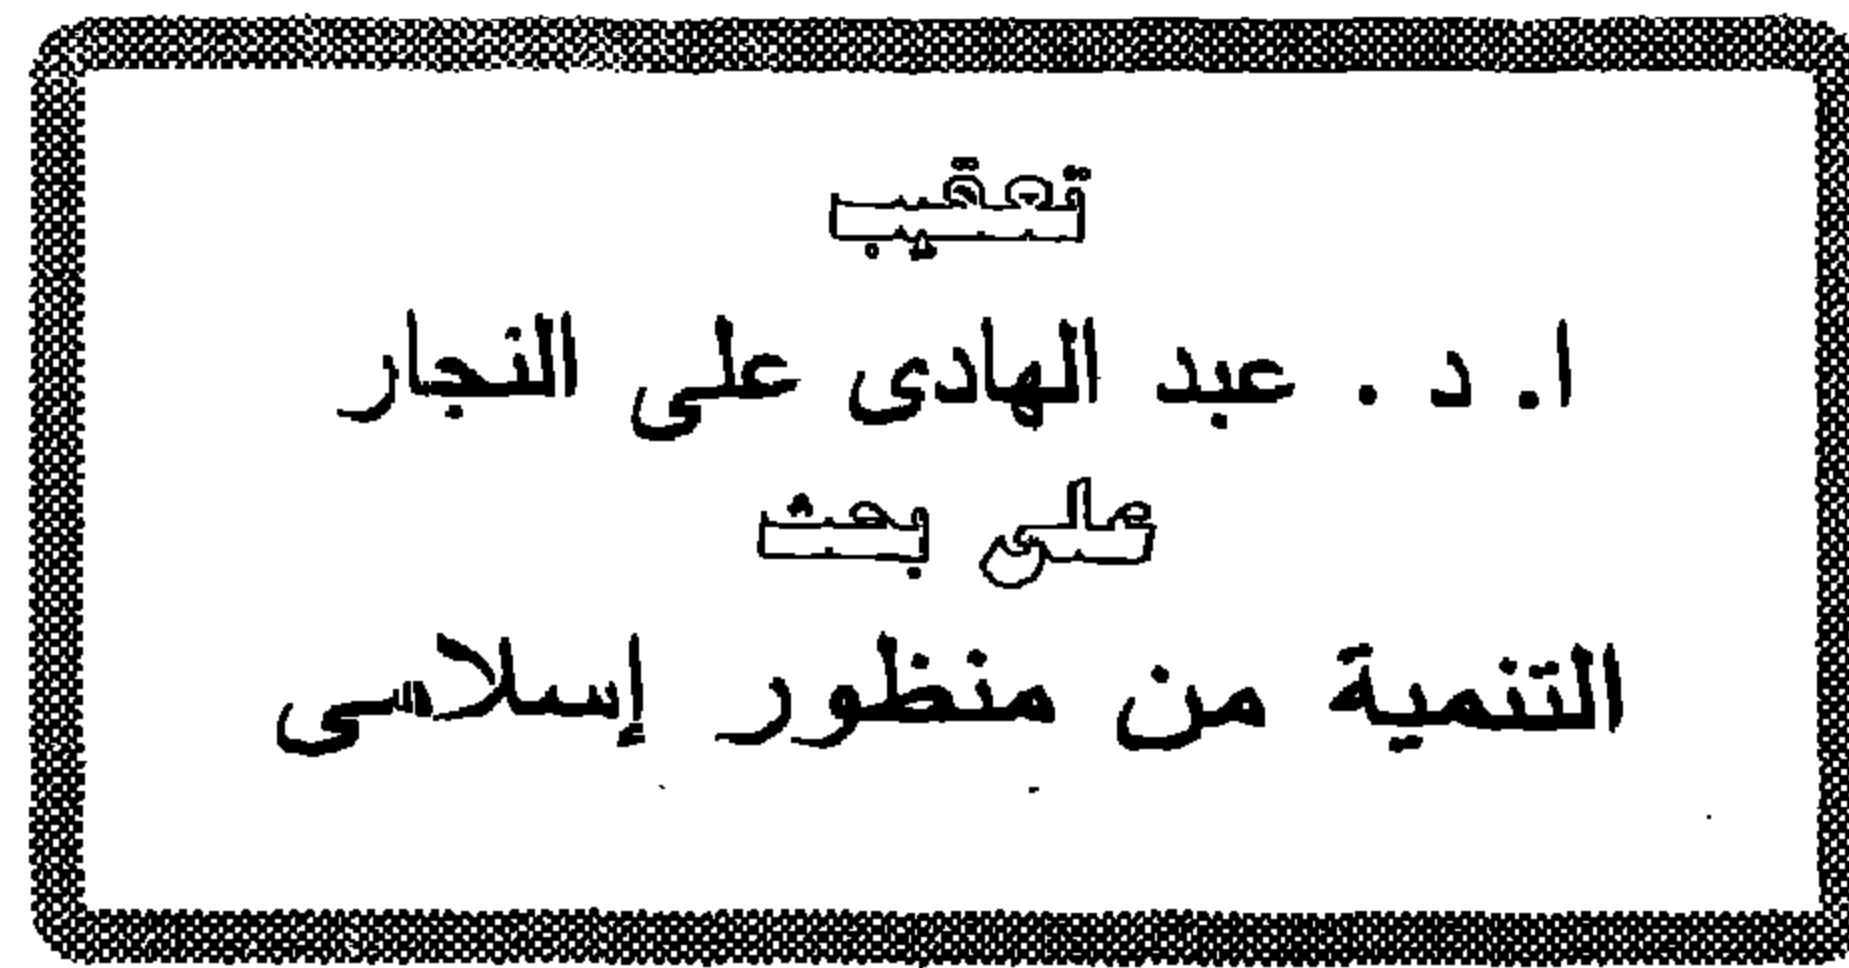 تعقيب
ا. د . عبد الهادى على النجار
على بحث
التنمية من منظور إسلامى